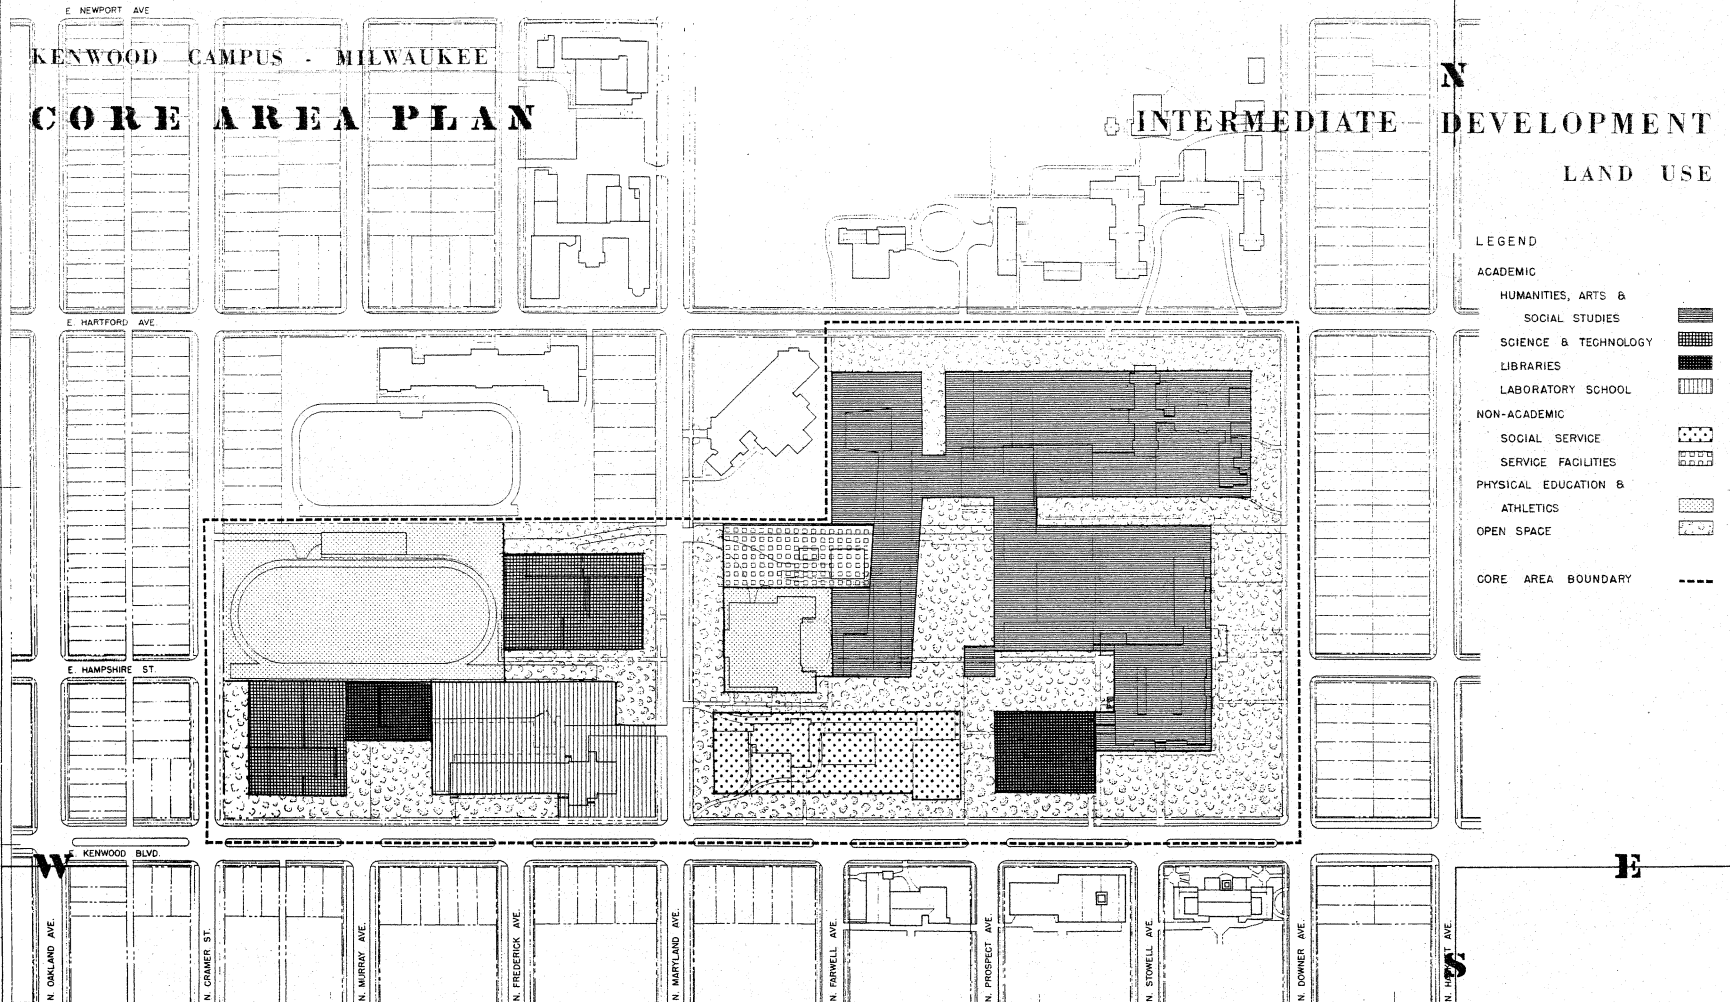 E NEWPORT AVE
KENWOOD CAMPUS - MILWAUKEE
CORE AREA PLAN
N
INTERMEDIATE DEVELOPMENT
LAND USE
LEGEND
ACADEMIC
HUMANITIES, ARTS &
SOCIAL STUDIES
SCIENCE & TECHNOLOGY
LIBRARIES
LABORATORY SCHOOL
NON-ACADEMIC
SOCIAL SERVICE
SERVICE FACILITIES
PHYSICAL EDUCATION &
ATHLETICS
OPEN SPACE
CORE AREA BOUNDARY
E. HARTFORD AVE.
E. HAMPSHIRE ST.
E. KENWOOD BLVD.
W
E
S
N. OAKLAND AVE.
N. CRAMER ST.
N. MURRAY AVE.
N. FREDERICK AVE.
N. MARYLAND AVE.
N. FARWELL AVE.
N. PROSPECT AVE.
N. STOWELL AVE.
N. DOWNER AVE.
N. AVE.